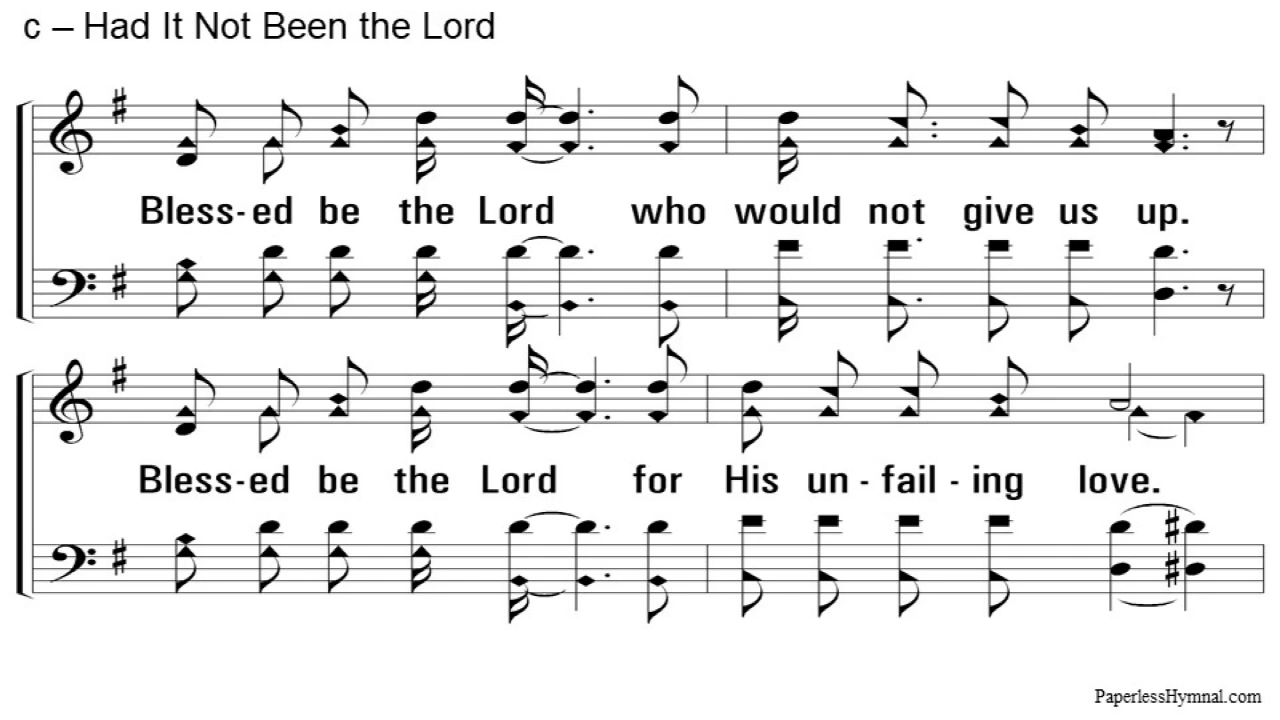 c – Had It Not Been the Lord
Bless-ed be the Lord who would not give us up.
Bless-ed be the Lord for His un - fail - ing love.
PaperlessHymnal.com